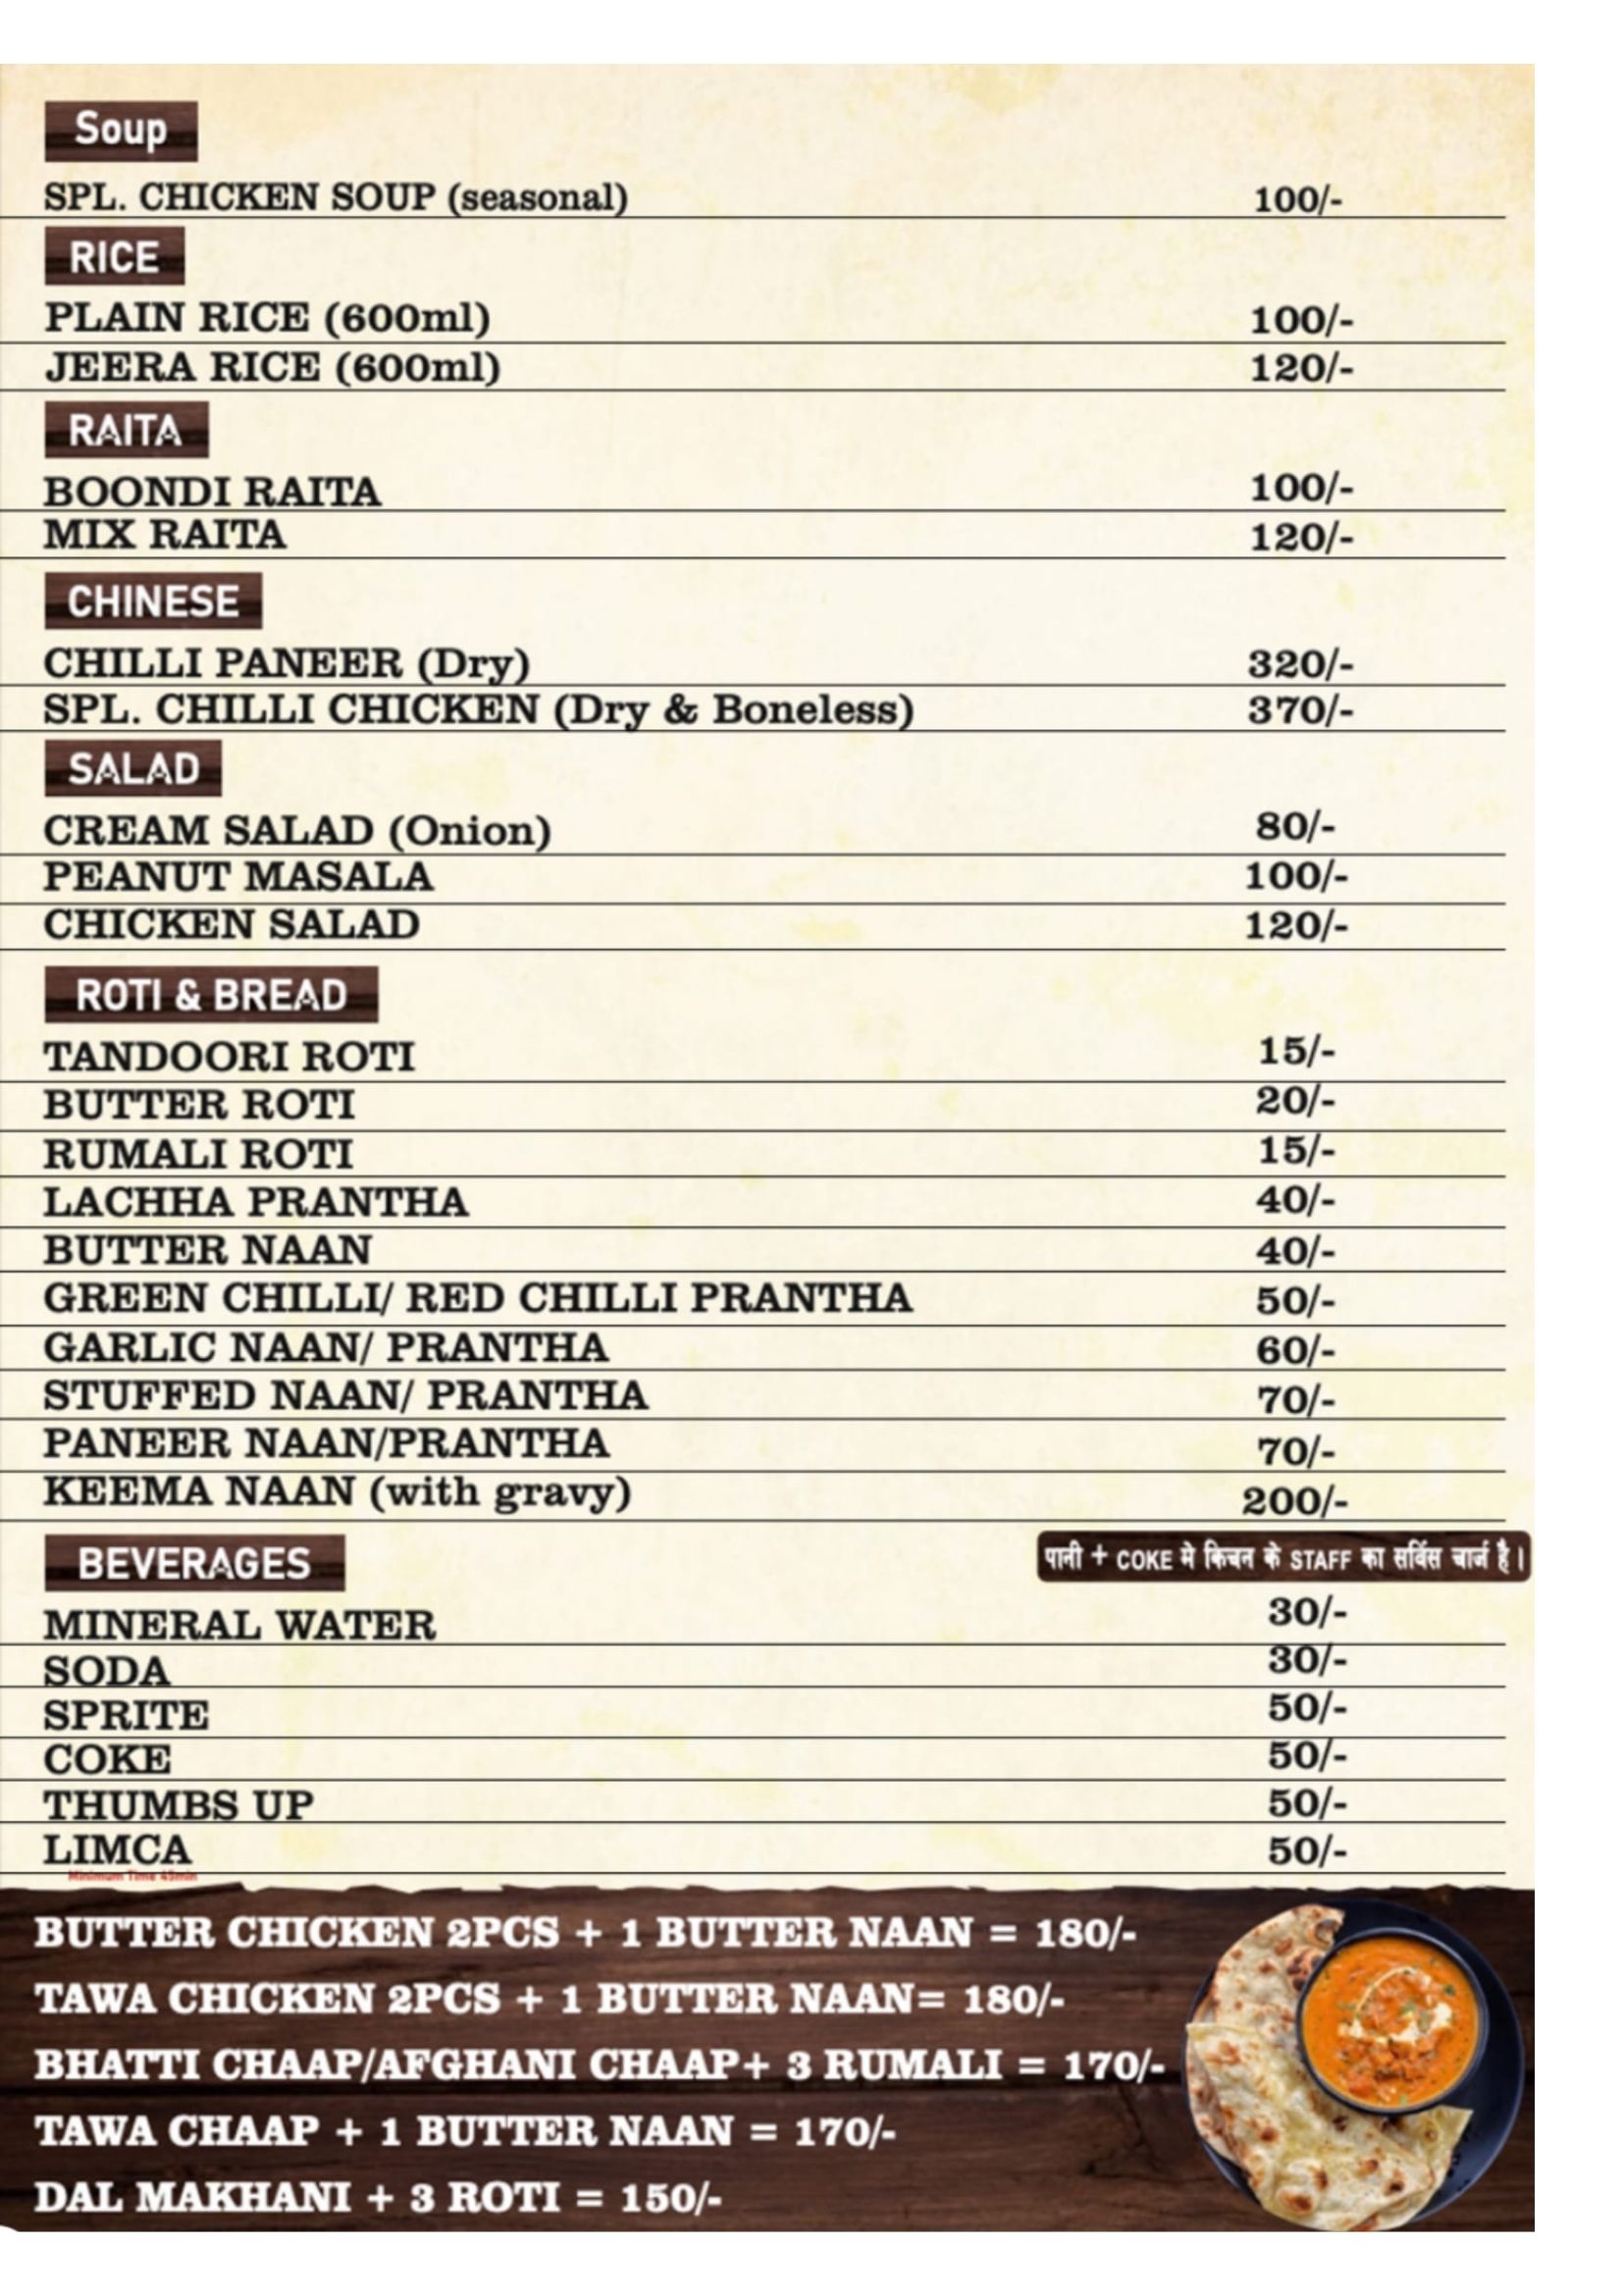 Soup
SPL. CHICKEN SOUP (seasonal) 100/-
RICE
PLAIN RICE (600ml) 100/-
JEERA RICE (600ml) 120/-
RAITA
BOONDI RAITA 100/-
MIX RAITA 120/-
CHINESE
CHILLI PANEER (Dry) 320/-
SPL. CHILLI CHICKEN (Dry & Boneless) 370/-
SALAD
CREAM SALAD (Onion) 80/-
PEANUT MASALA 100/-
CHICKEN SALAD 120/-
ROTI & BREAD
TANDOORI ROTI 15/-
BUTTER ROTI 20/-
RUMALI ROTI 15/-
LACHHA PRANTHA 40/-
BUTTER NAAN 40/-
GREEN CHILLI/ RED CHILLI PRANTHA 50/-
GARLIC NAAN/ PRANTHA 60/-
STUFFED NAAN/ PRANTHA 70/-
PANEER NAAN/PRANTHA 70/-
KEEMA NAAN (with gravy) 200/-
BEVERAGES पानी + COKE मे किचन के STAFF का सर्विस चार्ज है।
MINERAL WATER 30/-
SODA 30/-
SPRITE 50/-
COKE 50/-
THUMBS UP 50/-
LIMCA 50/-
Minimum Time 45min
BUTTER CHICKEN 2PCS + 1 BUTTER NAAN = 180/-
TAWA CHICKEN 2PCS + 1 BUTTER NAAN= 180/-
BHATTI CHAAP/AFGHANI CHAAP+ 3 RUMALI = 170/-
TAWA CHAAP + 1 BUTTER NAAN = 170/-
DAL MAKHANI + 3 ROTI = 150/-